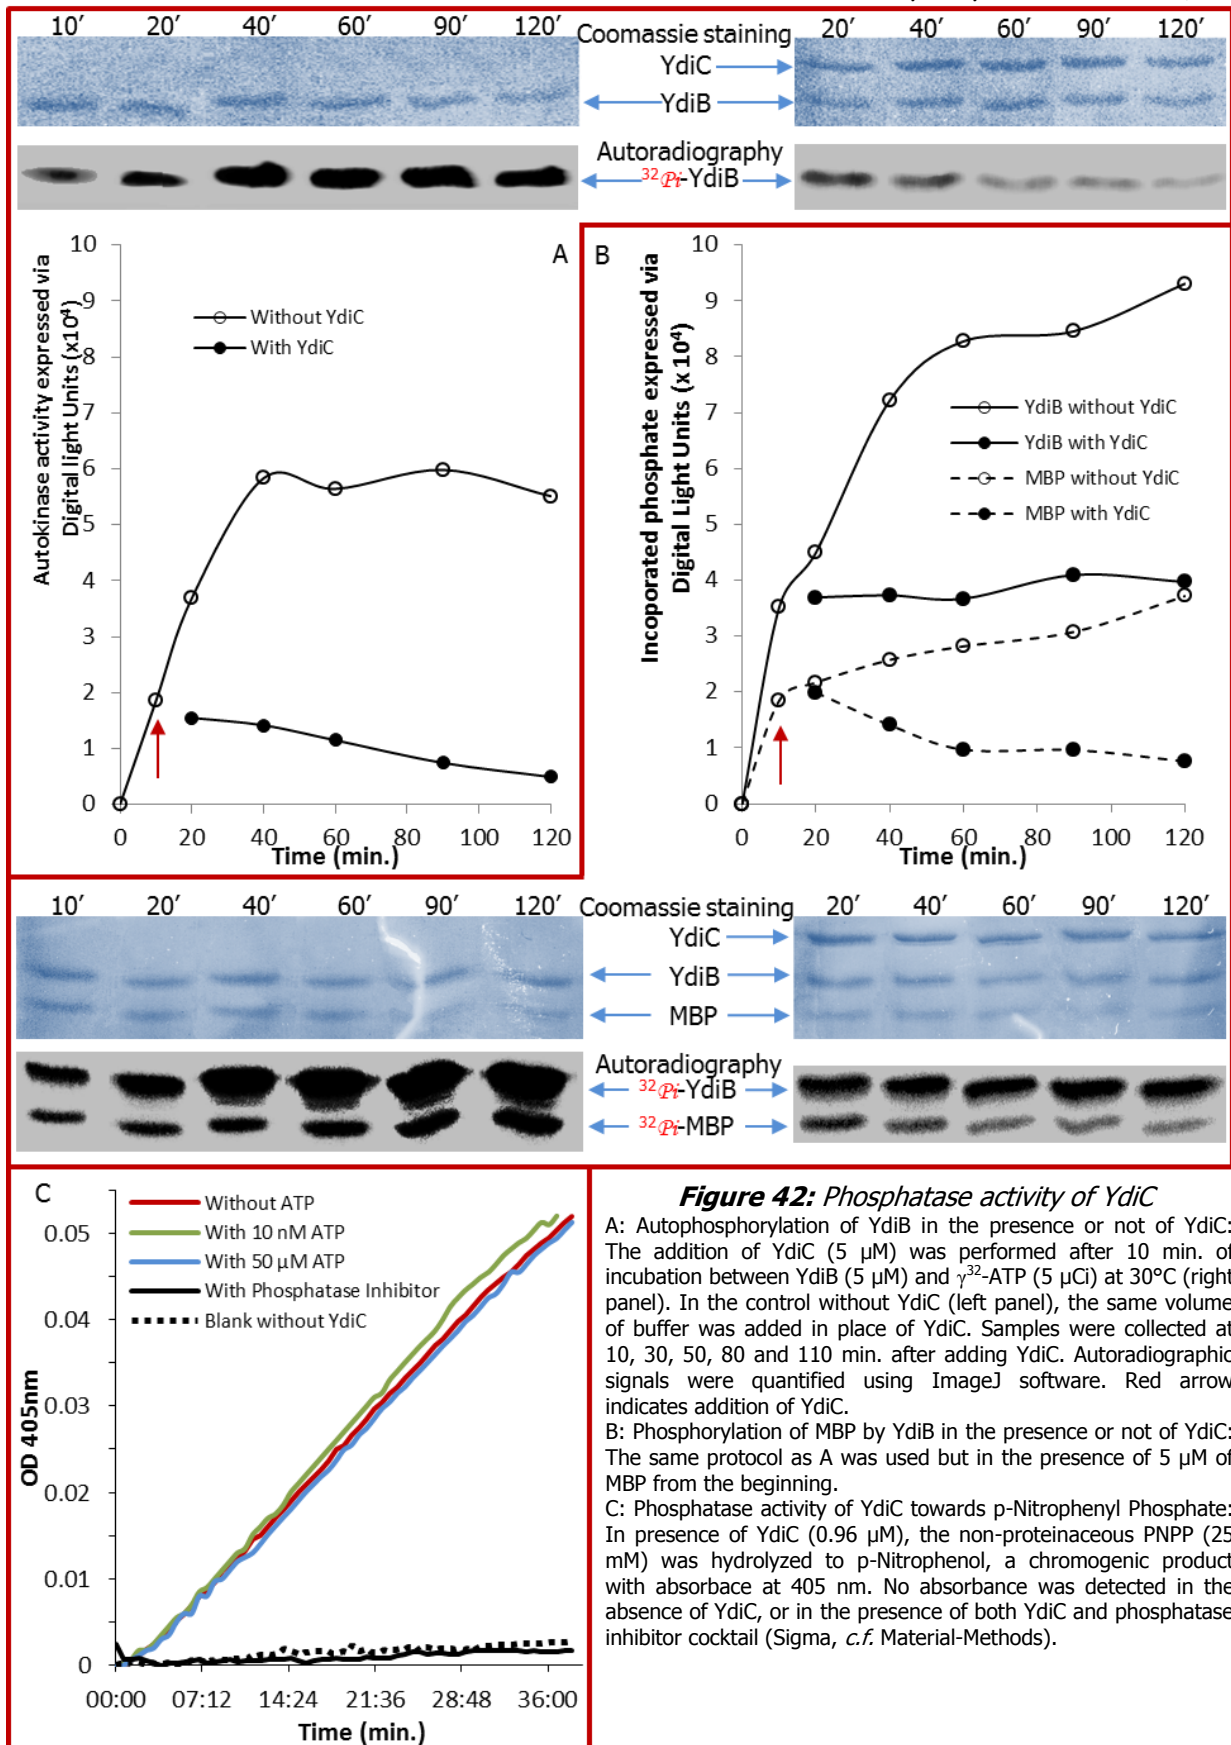 10' 20' 40' 60' 90' 120' Coomassie staining 20' 40' 60' 90' 120'
YdiC
YdiB
Autoradiography
³²Pi-YdiB
A
10
9
8
7
6
5
4
3
2
1
0
Autokinase activity expressed via
Digital light Units (x10⁴)
Without YdiC
With YdiC
0 20 40 60 80 100 120
Time (min.)
B
10
9
8
7
6
5
4
3
2
1
0
Incoporated phosphate expressed via
Digital Light Units (x 10⁴)
YdiB without YdiC
YdiB with YdiC
MBP without YdiC
MBP with YdiC
0 20 40 60 80 100 120
Time (min.)
10' 20' 40' 60' 90' 120' Coomassie staining 20' 40' 60' 90' 120'
YdiC
YdiB
MBP
Autoradiography
³²Pi-YdiB
³²Pi-MBP
C
Without ATP
With 10 nM ATP
With 50 µM ATP
With Phosphatase Inhibitor
Blank without YdiC
0.05
0.04
0.03
0.02
0.01
0
OD 405nm
00:00 07:12 14:24 21:36 28:48 36:00
Time (min.)
Figure 42: Phosphatase activity of YdiC
A: Autophosphorylation of YdiB in the presence or not of YdiC:
The addition of YdiC (5 µM) was performed after 10 min. of
incubation between YdiB (5 µM) and γ³²-ATP (5 µCi) at 30°C (right
panel). In the control without YdiC (left panel), the same volume
of buffer was added in place of YdiC. Samples were collected at
10, 30, 50, 80 and 110 min. after adding YdiC. Autoradiographic
signals were quantified using ImageJ software. Red arrow
indicates addition of YdiC.
B: Phosphorylation of MBP by YdiB in the presence or not of YdiC:
The same protocol as A was used but in the presence of 5 µM of
MBP from the beginning.
C: Phosphatase activity of YdiC towards p-Nitrophenyl Phosphate:
In presence of YdiC (0.96 µM), the non-proteinaceous PNPP (25
mM) was hydrolyzed to p-Nitrophenol, a chromogenic product
with absorbace at 405 nm. No absorbance was detected in the
absence of YdiC, or in the presence of both YdiC and phosphatase
inhibitor cocktail (Sigma, c.f. Material-Methods).